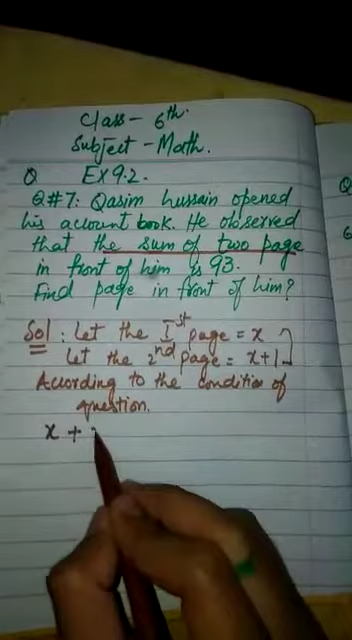 Class - 6th.
Subject - Math.
Q EX 9.2.
Q#7: Qasim hussain opened
his account book. He observed
that the sum of two page
in front of him is 93.
Find page in front of him?
Sol: Let the Ist page = x
Let the 2nd page = x+1
According to the condition of
question.
x +
Q